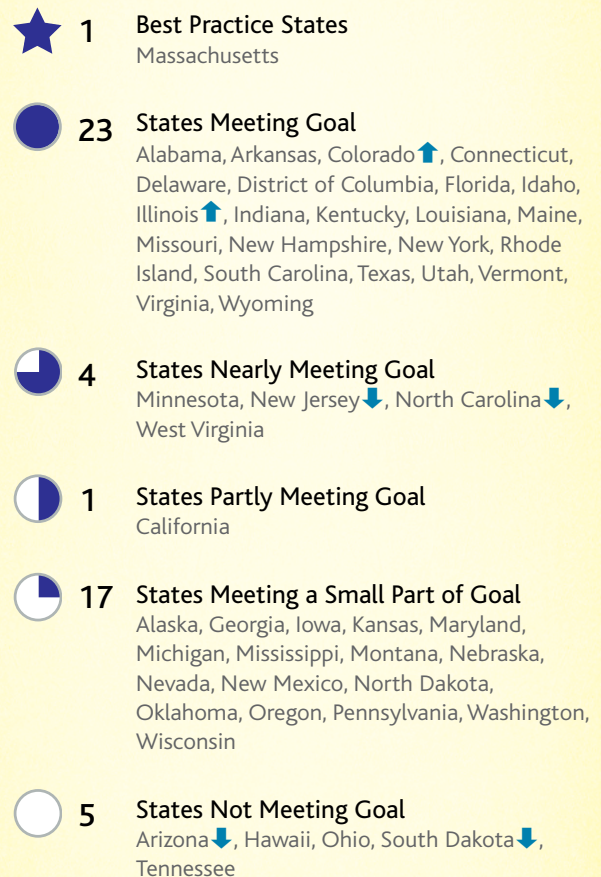 1 Best Practice States
Massachusetts
23 States Meeting Goal
Alabama, Arkansas, Colorado⬆, Connecticut,
Delaware, District of Columbia, Florida, Idaho,
Illinois⬆, Indiana, Kentucky, Louisiana, Maine,
Missouri, New Hampshire, New York, Rhode
Island, South Carolina, Texas, Utah, Vermont,
Virginia, Wyoming
4 States Nearly Meeting Goal
Minnesota, New Jersey⬇, North Carolina⬇,
West Virginia
1 States Partly Meeting Goal
California
17 States Meeting a Small Part of Goal
Alaska, Georgia, Iowa, Kansas, Maryland,
Michigan, Mississippi, Montana, Nebraska,
Nevada, New Mexico, North Dakota,
Oklahoma, Oregon, Pennsylvania, Washington,
Wisconsin
5 States Not Meeting Goal
Arizona⬇, Hawaii, Ohio, South Dakota⬇,
Tennessee